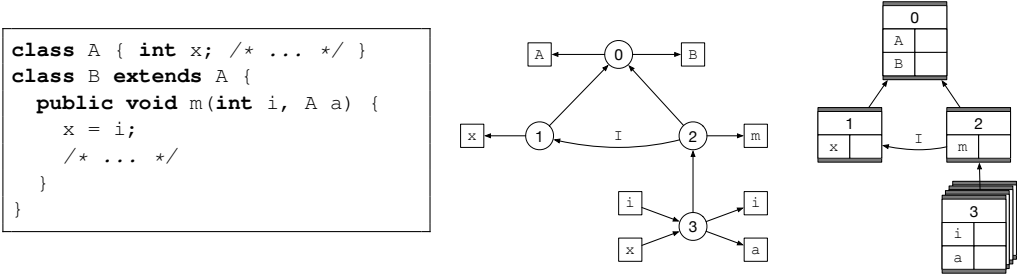 class A { int x; /* ... */ }
class B extends A {
public void m(int i, A a) {
x = i;
/* ... */
}
}
A
0
B
x
1
I
2
m
i
i
3
x
a
0
A
B
1
x
I
2
m
3
i
a